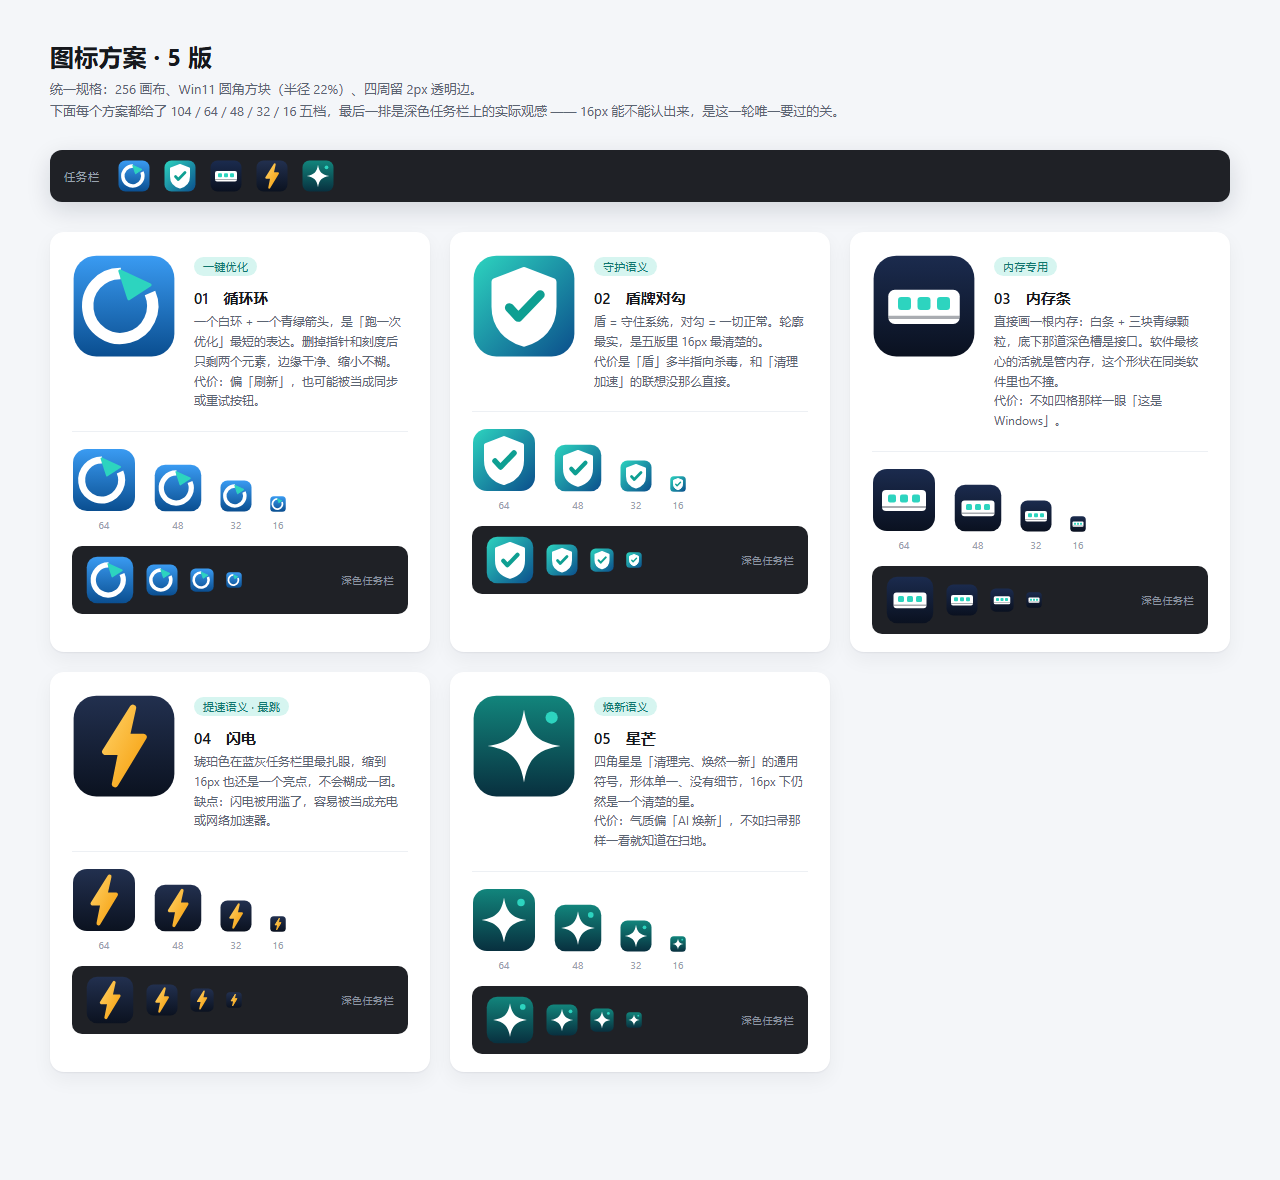 图标方案 · 5 版
统一规格：256 画布、Win11 圆角方块（半径 22%）、四周留 2px 透明边。
下面每个方案都给了 104 / 64 / 48 / 32 / 16 五档，最后一排是深色任务栏上的实际观感 —— 16px 能不能认出来，是这一轮唯一要过的关。
任务栏
一键优化
01 循环环
一个白环 + 一个青绿箭头，是「跑一次
优化」最短的表达。删掉指针和刻度后
只剩两个元素，边缘干净、缩小不糊。
代价：偏「刷新」，也可能被当成同步
或重试按钮。
64 48 32 16
深色任务栏
守护语义
02 盾牌对勾
盾 = 守住系统，对勾 = 一切正常。轮廓
最实，是五版里 16px 最清楚的。
代价是「盾」多半指向杀毒，和「清理
加速」的联想没那么直接。
64 48 32 16
深色任务栏
内存专用
03 内存条
直接画一根内存：白条 + 三块青绿颗
粒，底下那道深色槽是接口。软件最核
心的活就是管内存，这个形状在同类软
件里也不撞。
代价：不如四格那样一眼「这是
Windows」。
64 48 32 16
深色任务栏
提速语义 · 最跳
04 闪电
琥珀色在蓝灰任务栏里最扎眼，缩到
16px 也还是一个亮点，不会糊成一团。
缺点：闪电被用滥了，容易被当成充电
或网络加速器。
64 48 32 16
深色任务栏
焕新语义
05 星芒
四角星是「清理完、焕然一新」的通用
符号，形体单一、没有细节，16px 下仍
然是一个清楚的星。
代价：气质偏「AI 焕新」，不如扫帚那
样一看就知道在扫地。
64 48 32 16
深色任务栏